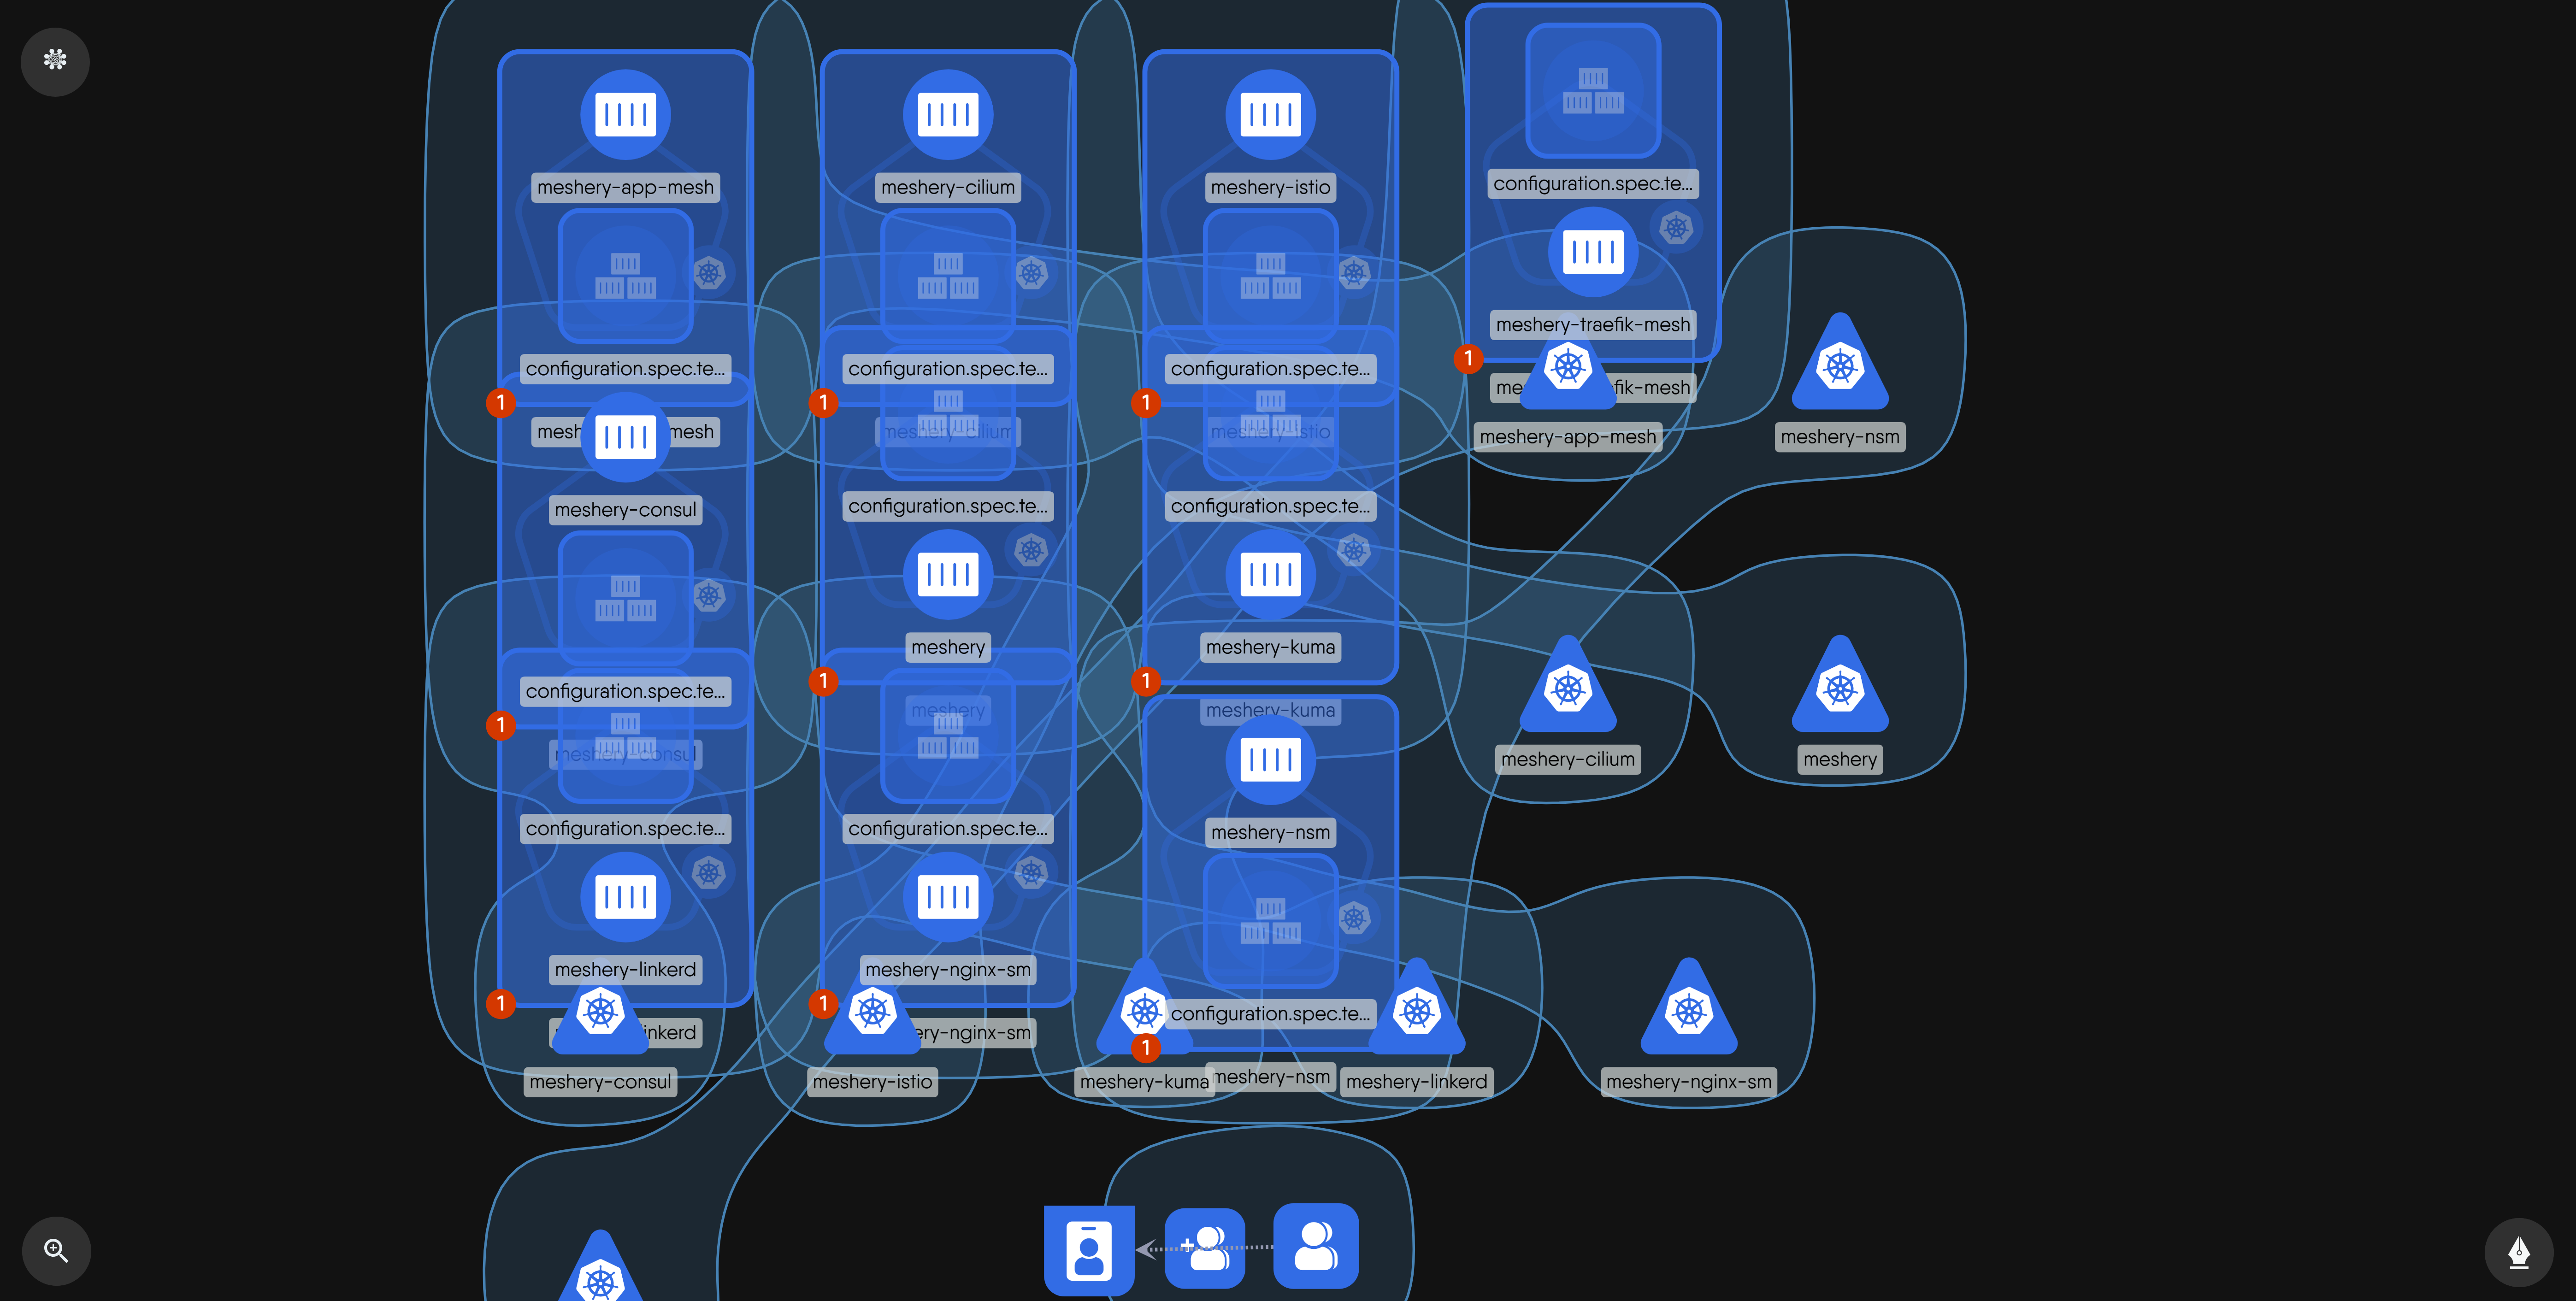 meshery-app-mesh
meshery-cilium
meshery-istio
configuration.spec.te...
meshery-traefik-mesh
configuration.spec.te...
configuration.spec.te...
configuration.spec.te...
1
1
1
1
me fik-mesh
mesh mesh
meshery-cilium
meshery-istio
meshery-app-mesh
meshery-nsm
meshery-consul
configuration.spec.te...
configuration.spec.te...
meshery
meshery-kuma
configuration.spec.te...
1
1
1
meshery
meshery-kuma
meshery-consul
meshery-cilium
meshery
configuration.spec.te...
configuration.spec.te...
meshery-nsm
meshery-linkerd
meshery-nginx-sm
1
1
configuration.spec.te...
inkerd
ery-nginx-sm
1
meshery-consul
meshery-istio
meshery-kuma
meshery-nsm
meshery-linkerd
meshery-nginx-sm